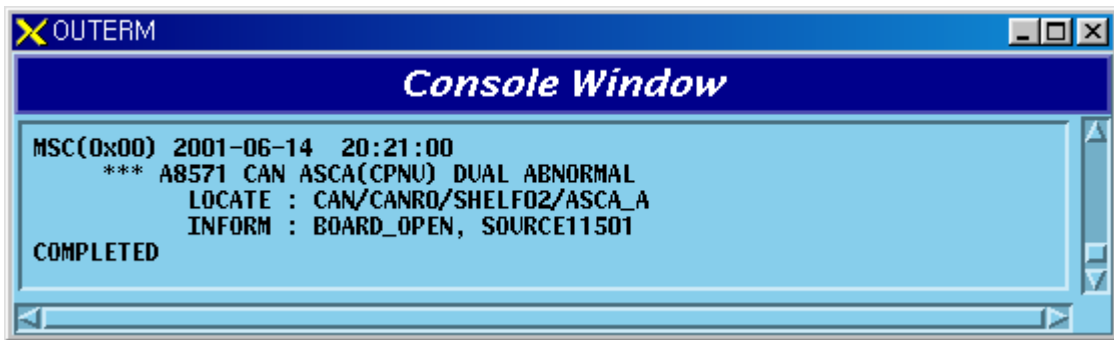 OUTERM
Console Window
MSC(0x00) 2001-06-14 20:21:00
*** A8571 CAN ASCA(CPNU) DUAL ABNORMAL
LOCATE : CAN/CANR0/SHELF02/ASCA_A
INFORM : BOARD_OPEN, SOURCE11501
COMPLETED